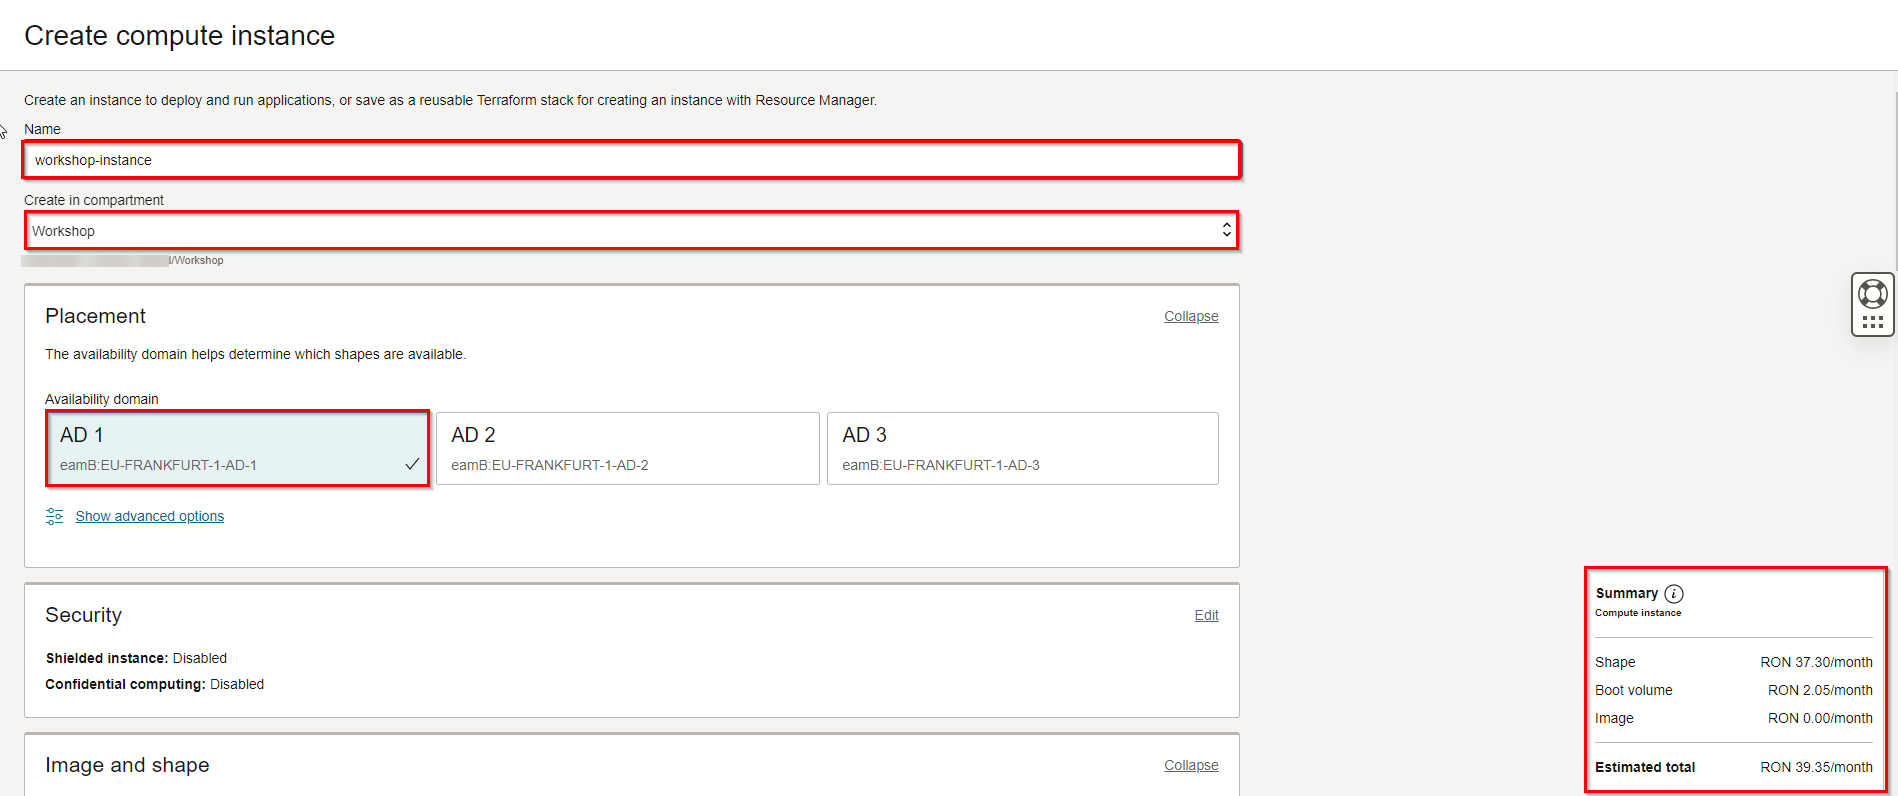 Create compute instance
Create an instance to deploy and run applications, or save as a reusable Terraform stack for creating an instance with Resource Manager.
Name
workshop-instance
Create in compartment
Workshop
/Workshop
Placement
Collapse
The availability domain helps determine which shapes are available.
Availability domain
AD 1
eamB:EU-FRANKFURT-1-AD-1
AD 2
eamB:EU-FRANKFURT-1-AD-2
AD 3
eamB:EU-FRANKFURT-1-AD-3
Show advanced options
Security
Edit
Shielded instance: Disabled
Confidential computing: Disabled
Image and shape
Collapse
Summary
Compute instance
Shape RON 37.30/month
Boot volume RON 2.05/month
Image RON 0.00/month
Estimated total RON 39.35/month